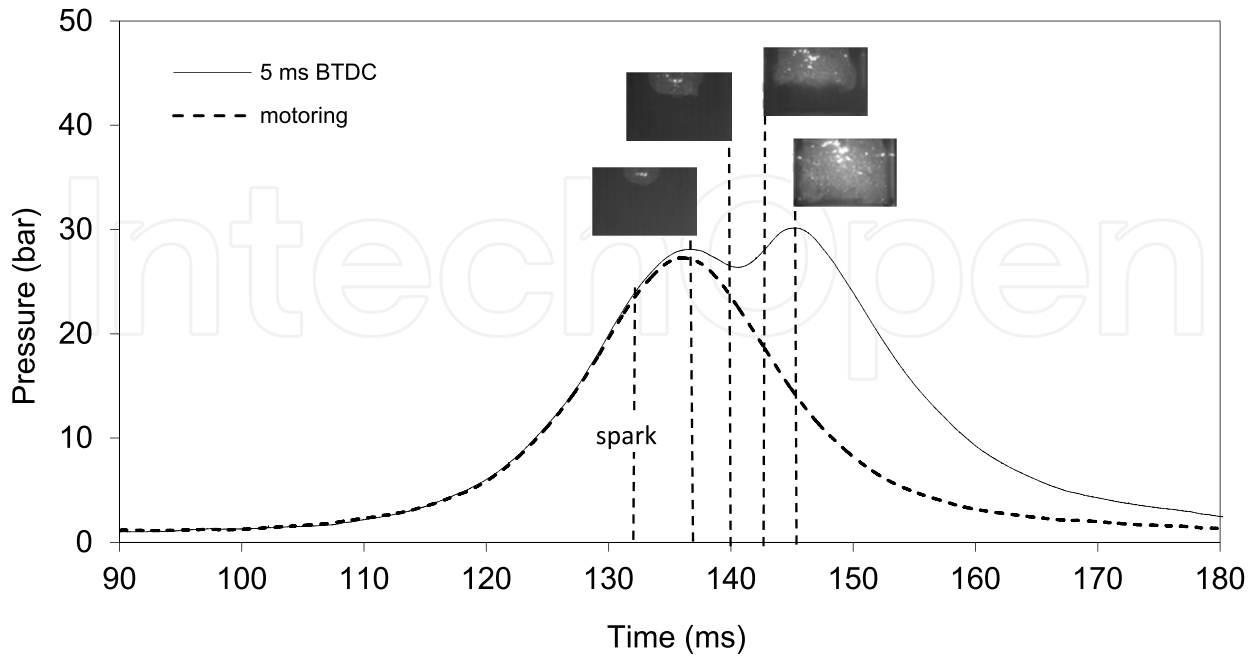 50
40
30
20
10
0
Pressure (bar)
5 ms BTDC
motoring
IntechOpen
spark
90 100 110 120 130 140 150 160 170 180
Time (ms)